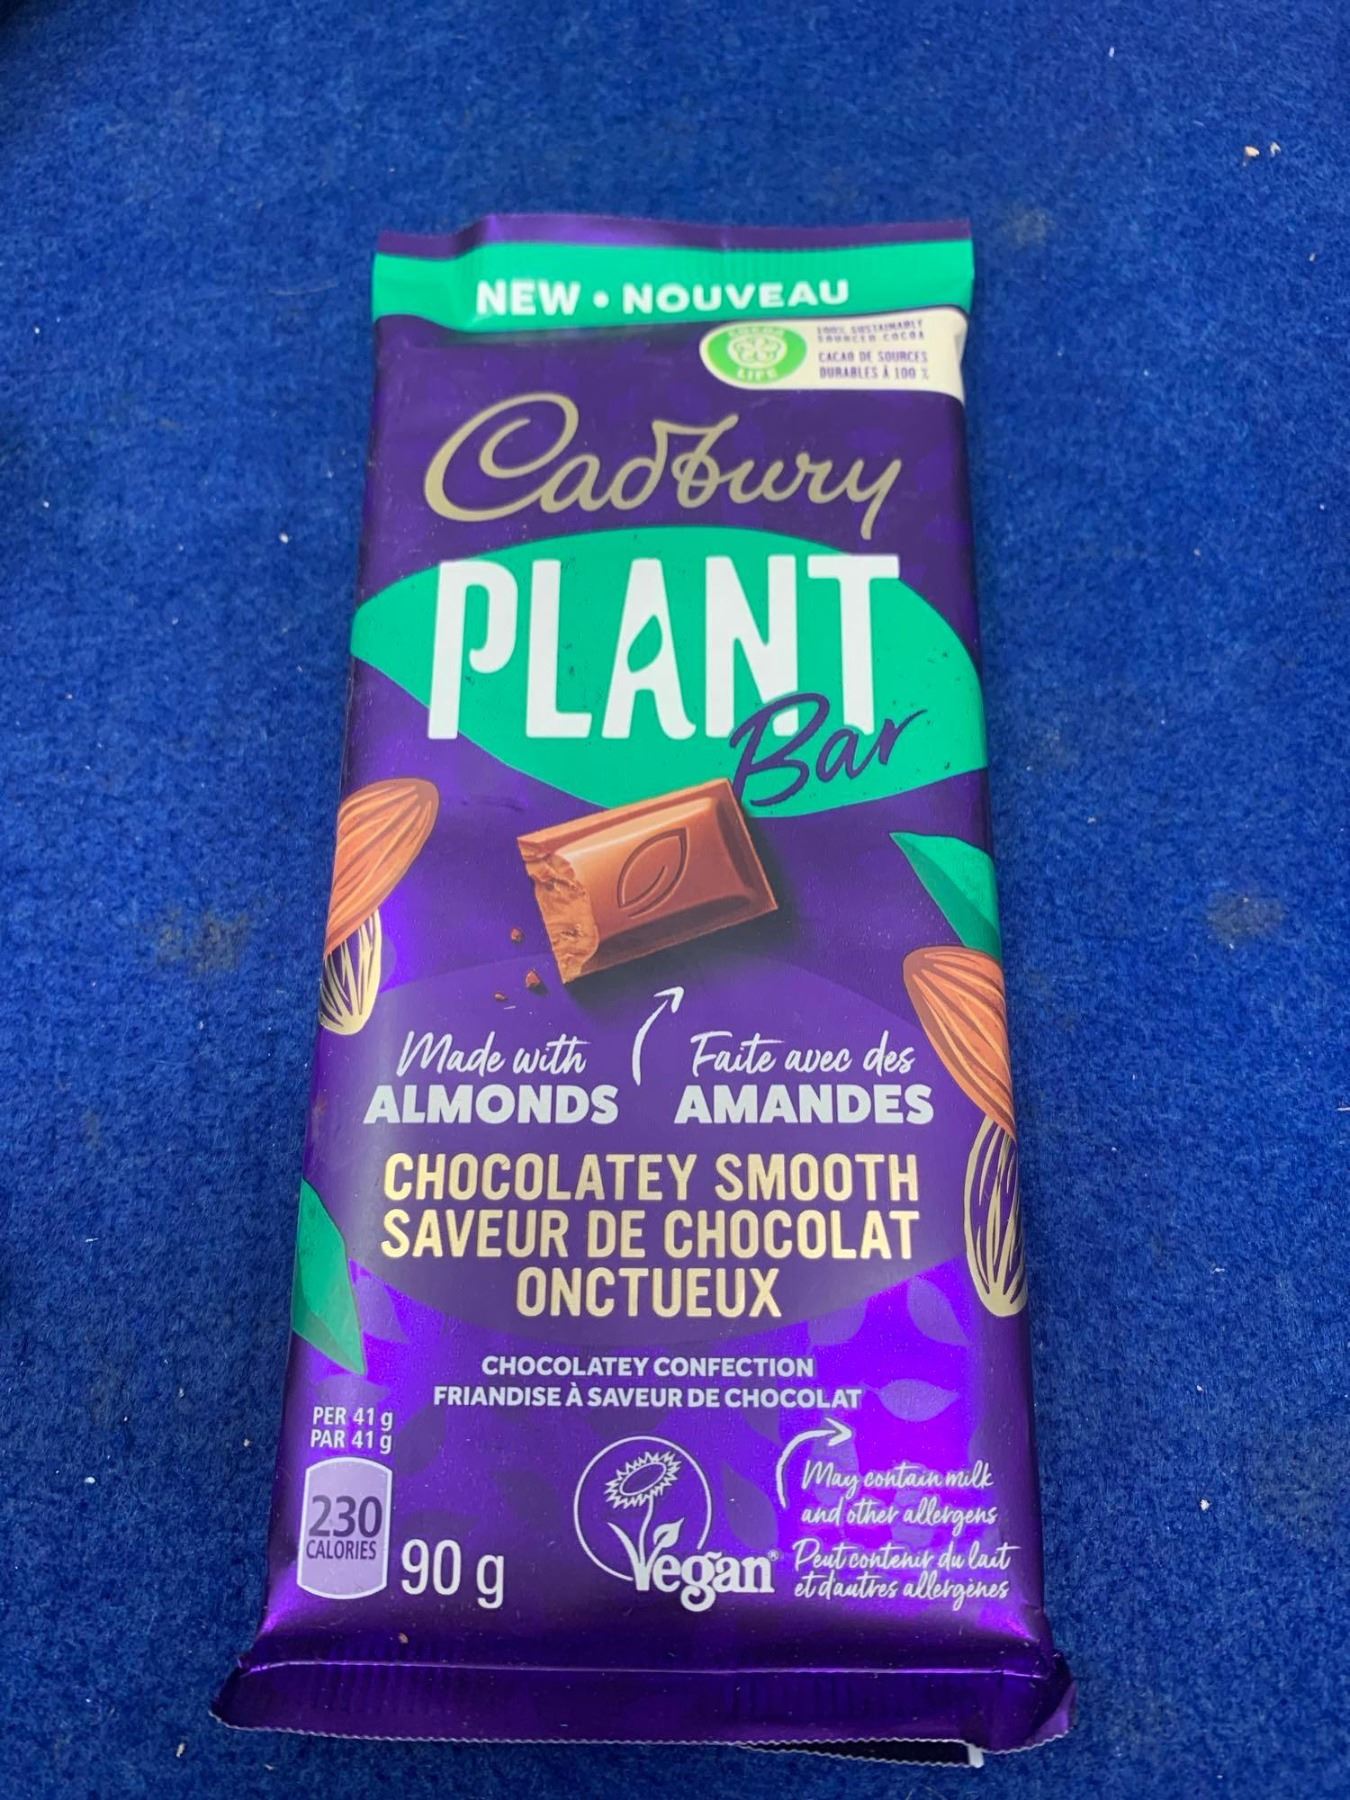 NEW • NOUVEAU
COCOA
LIFE
100% SUSTAINABLY
SOURCED COCOA
CACAO DE SOURCES
DURABLES À 100 %
Cadbury
PLANT
Bar
Made with
ALMONDS
Faite avec des
AMANDES
CHOCOLATEY SMOOTH
SAVEUR DE CHOCOLAT
ONCTUEUX
CHOCOLATEY CONFECTION
FRIANDISE À SAVEUR DE CHOCOLAT
PER 41 g
PAR 41 g
230
CALORIES
90 g
Vegan®
May contain milk
and other allergens
Peut contenir du lait
et d'autres allergènes